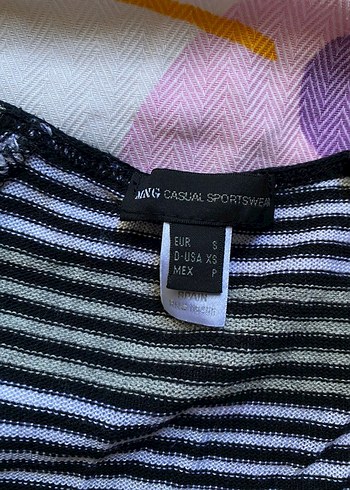 MNG CASUAL SPORTSWEAR
EUR S
D-USA XS
MEX P